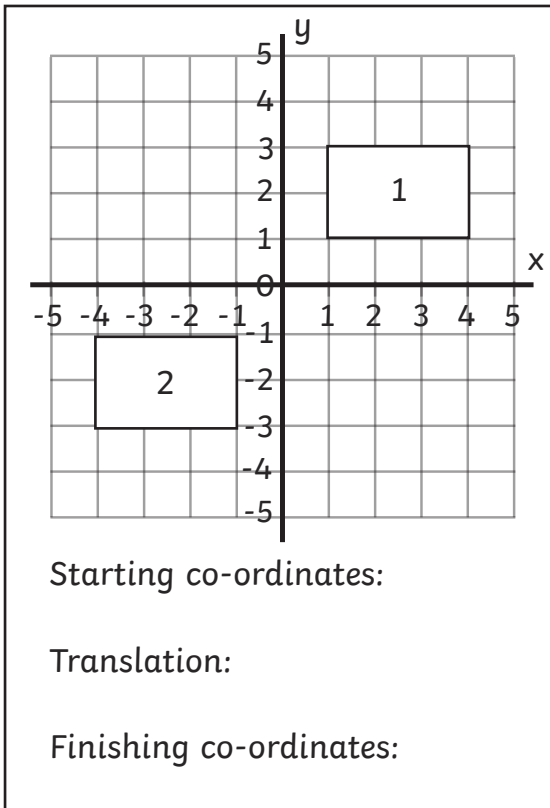 y
5
4
3
1
2
1
x
0
-5 -4 -3 -2 -1 1 2 3 4 5
-1
2
-2
-3
-4
-5
Starting co-ordinates:
Translation:
Finishing co-ordinates: